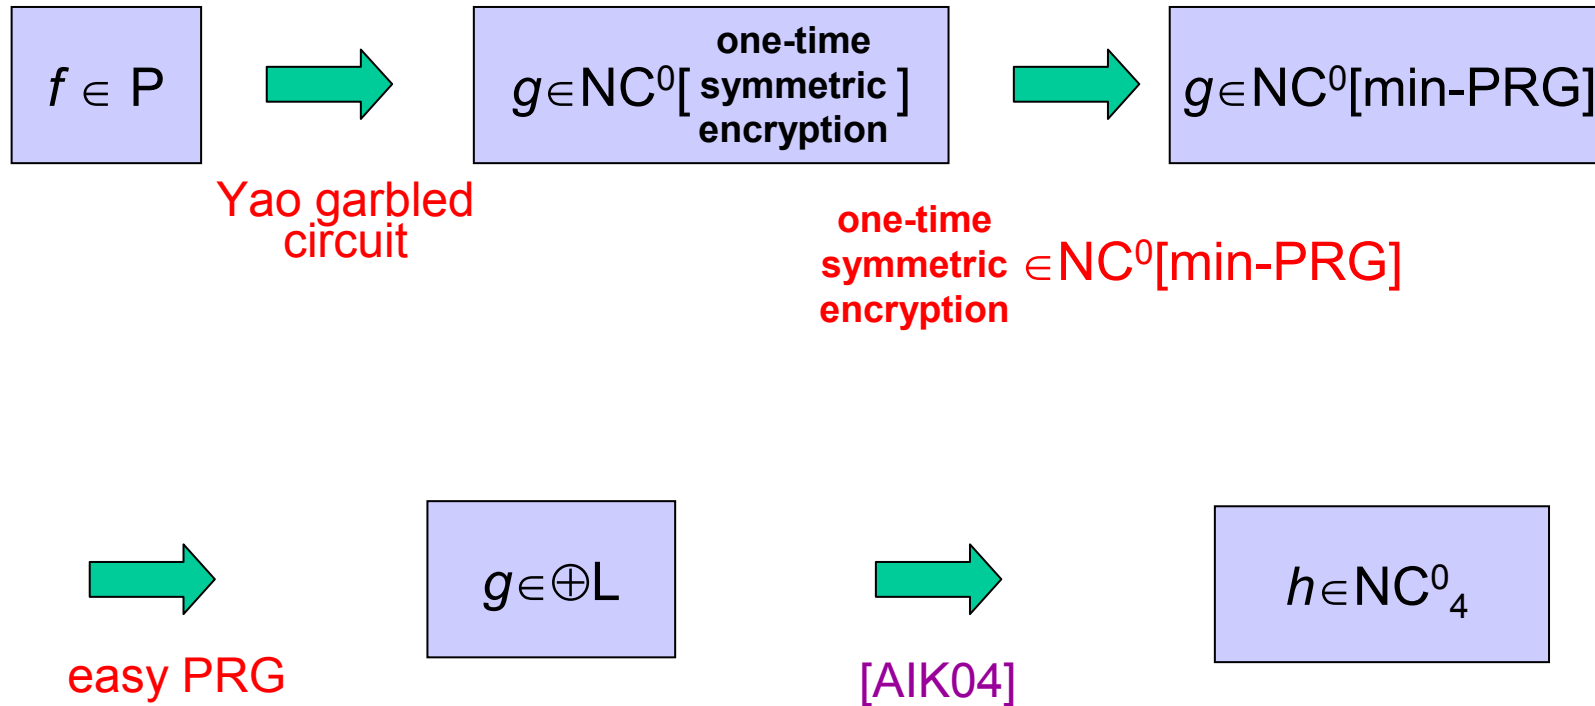 f ∈ P
g∈NC⁰[ one-time symmetric encryption ]
g∈NC⁰[min-PRG]
Yao garbled
circuit
one-time
symmetric ∈NC⁰[min-PRG]
encryption
g∈⊕L
h∈NC⁰₄
easy PRG
[AIK04]